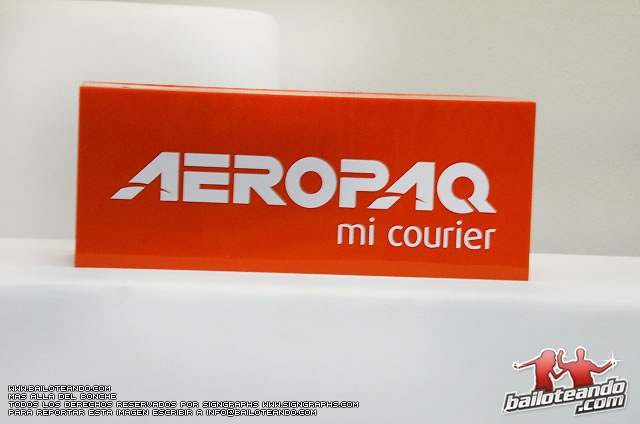 AEROPAQ
mi courier
WWW.BAILOTEANDO.COM
MAS ALLA DEL BONCHE
TODOS LOS DERECHOS RESERVADOS POR SIGNGRAPHS WWW.SIGNGRAPHS.COM
PARA REPORTAR ESTA IMAGEN ESCRIBIR A INFO@BAILOTEANDO.COM
bailoteando
.com